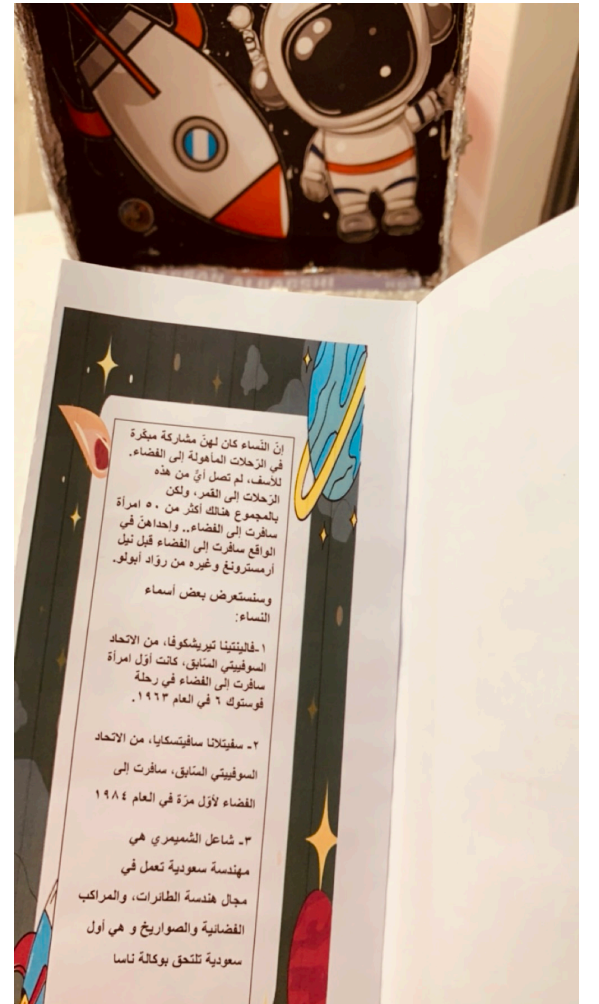 إنّ النّساء كان لهنّ مشاركة مبكّرة
في الرّحلات المأهولة إلى الفضاء.
للأسف، لم تصل أيٌّ من هذه
الرّحلات إلى القمر، ولكن
بالمجموع هنالك أكثر من ٥٠ امرأة
سافرت إلى الفضاء.. وإحداهنّ في
الواقع سافرت إلى الفضاء قبل نيل
أرمسترونغ وغيره من روّاد أبولو.
وسنستعرض بعض أسماء
النساء:
١-فالينتينا تيريشكوفا، من الاتحاد
السوفييتي السّابق، كانت أوّل امرأة
سافرت إلى الفضاء في رحلة
فوستوك ٦ في العام ١٩٦٣.
٢- سفيتلانا سافيتسكايا، من الاتحاد
السوفييتي السّابق، سافرت إلى
الفضاء لأوّل مرّة في العام ١٩٨٤
٣- شاعل الشميمري هي
مهندسة سعودية تعمل في
مجال هندسة الطائرات، والمراكب
الفضائية والصواريخ و هي أول
سعودية تلتحق بوكالة ناسا